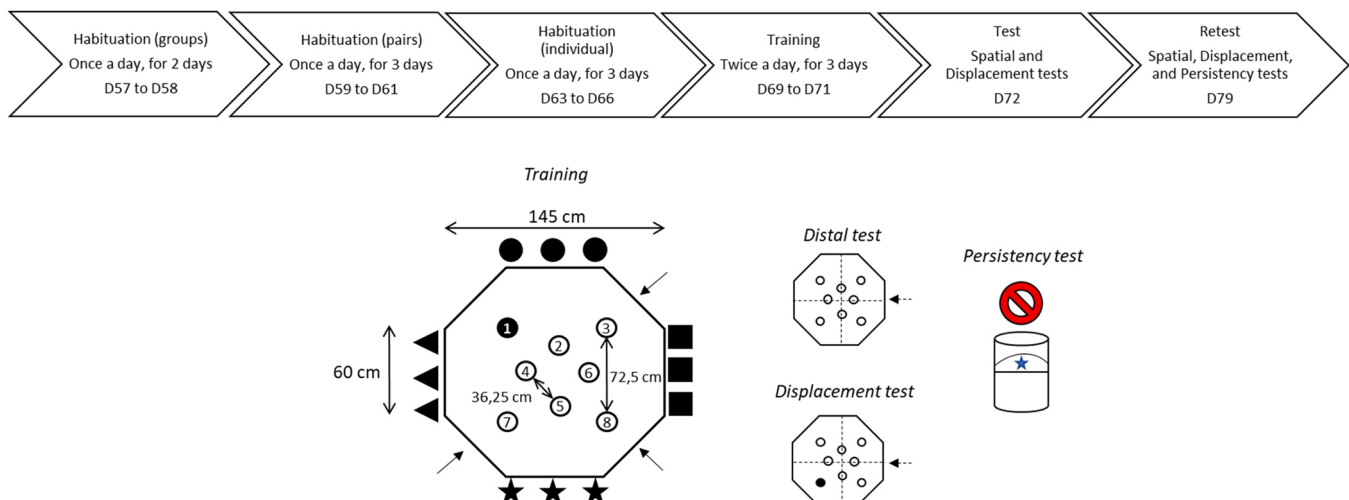 Habituation (groups)
Once a day, for 2 days
D57 to D58
Habituation (pairs)
Once a day, for 3 days
D59 to D61
Habituation
(individual)
Once a day, for 3 days
D63 to D66
Training
Twice a day, for 3 days
D69 to D71
Test
Spatial and
Displacement tests
D72
Retest
Spatial, Displacement,
and Persistency tests
D79
Training
145 cm
60 cm
1
2
3
4
5
6
7
8
36,25 cm
72,5 cm
Distal test
Displacement test
Persistency test